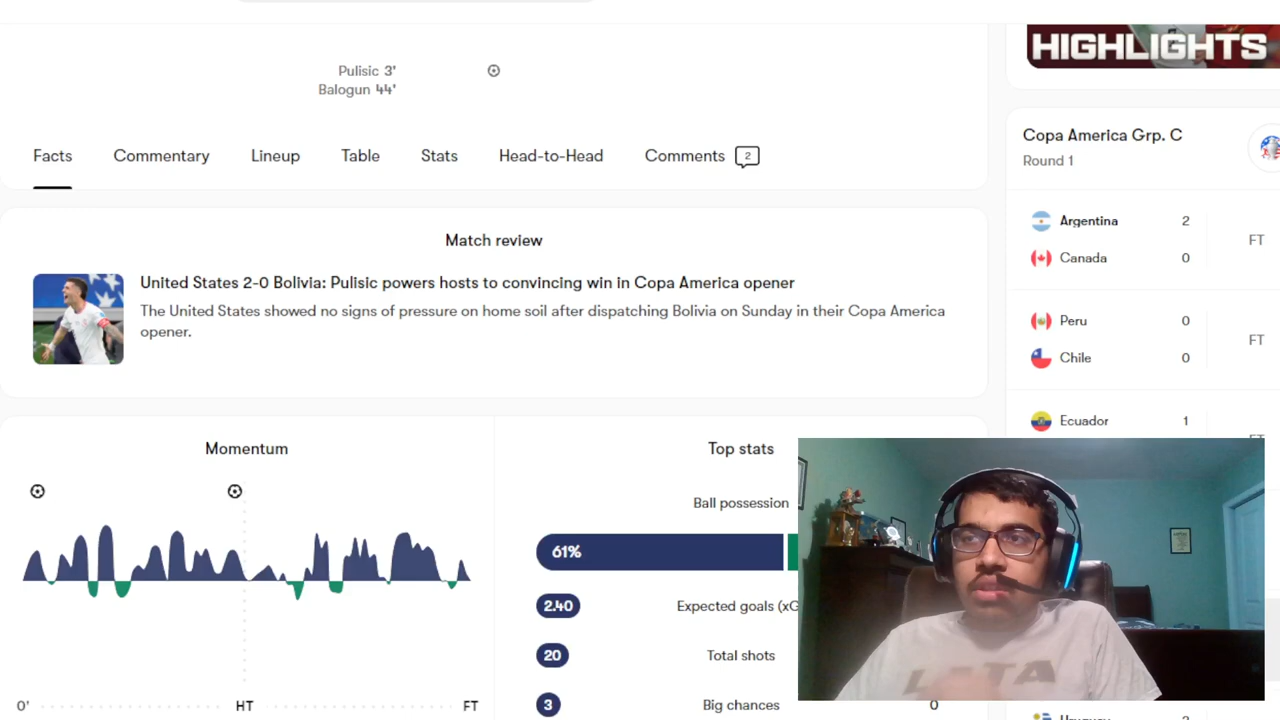 HIGHLIGHTS
Pulisic 3'
Balogun 44'
Facts Commentary Lineup Table Stats Head-to-Head Comments 2
Match review
United States 2-0 Bolivia: Pulisic powers hosts to convincing win in Copa America opener
The United States showed no signs of pressure on home soil after dispatching Bolivia on Sunday in their Copa America
opener.
Momentum
0' HT FT
Top stats
Ball possession
61%
2.40 Expected goals (xG
20 Total shots
3 Big chances 0
Copa America Grp. C
Round 1
Argentina 2
Canada 0
FT
Peru 0
Chile 0
FT
Ecuador 1
Uruguay